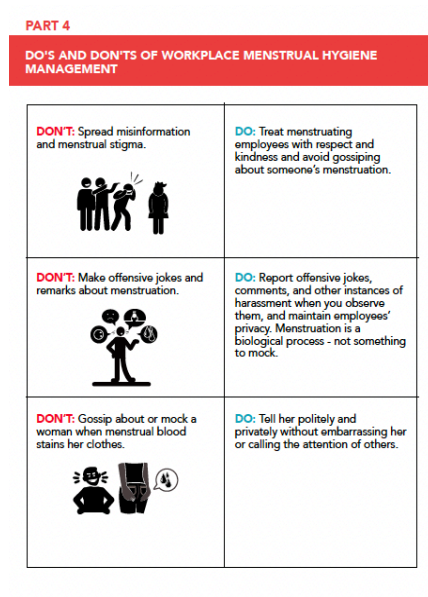 PART 4
DO'S AND DON'TS OF WORKPLACE MENSTRUAL HYGIENE
MANAGEMENT
DON'T: Spread misinformation
and menstrual stigma.
DO: Treat menstruating
employees with respect and
kindness and avoid gossiping
about someone's menstruation.
DON'T: Make offensive jokes and
remarks about menstruation.
DO: Report offensive jokes,
comments, and other instances of
harassment when you observe
them, and maintain employees'
privacy. Menstruation is a
biological process - not something
to mock.
DON'T: Gossip about or mock a
woman when menstrual blood
stains her clothes.
DO: Tell her politely and
privately without embarrassing her
or calling the attention of others.